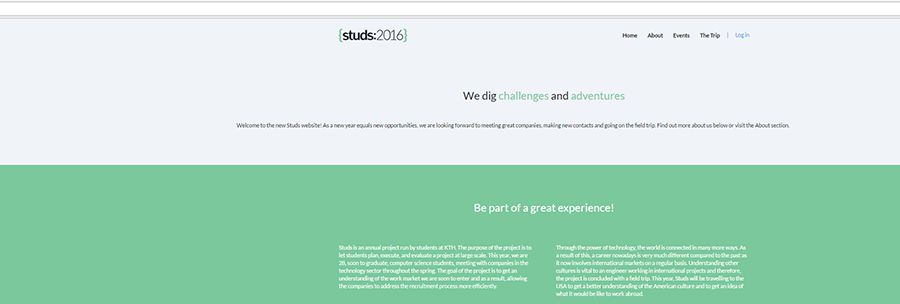 {studs:2016}
Home About Events The Trip | Log in
We dig challenges and adventures
Welcome to the new Studs website! As a new year equals new opportunities, we are looking forward to meeting great companies, making new contacts and going on the field trip. Find out more about us below or visit the About section.
Be part of a great experience!
Studs is an annual project run by students at KTH. The purpose of the project is to
let students plan, execute, and evaluate a project at large scale. This year, we are
28, soon to graduate, computer science students, meeting with companies in the
technology sector throughout the spring. The goal of the project is to get an
understanding of the work market we are soon to enter and as a result, allowing
the companies to address the recruitment process more efficiently.
Through the power of technology, the world is connected in many more ways. As
a result of this, a career nowadays is very much different compared to the past as
it now involves international markets on a regular basis. Understanding other
cultures is vital to an engineer working in international projects and therefore,
the project is concluded with a field trip. This year, Studs will be travelling to the
USA to get a better understanding of the American culture and to get an idea of
what it would be like to work abroad.